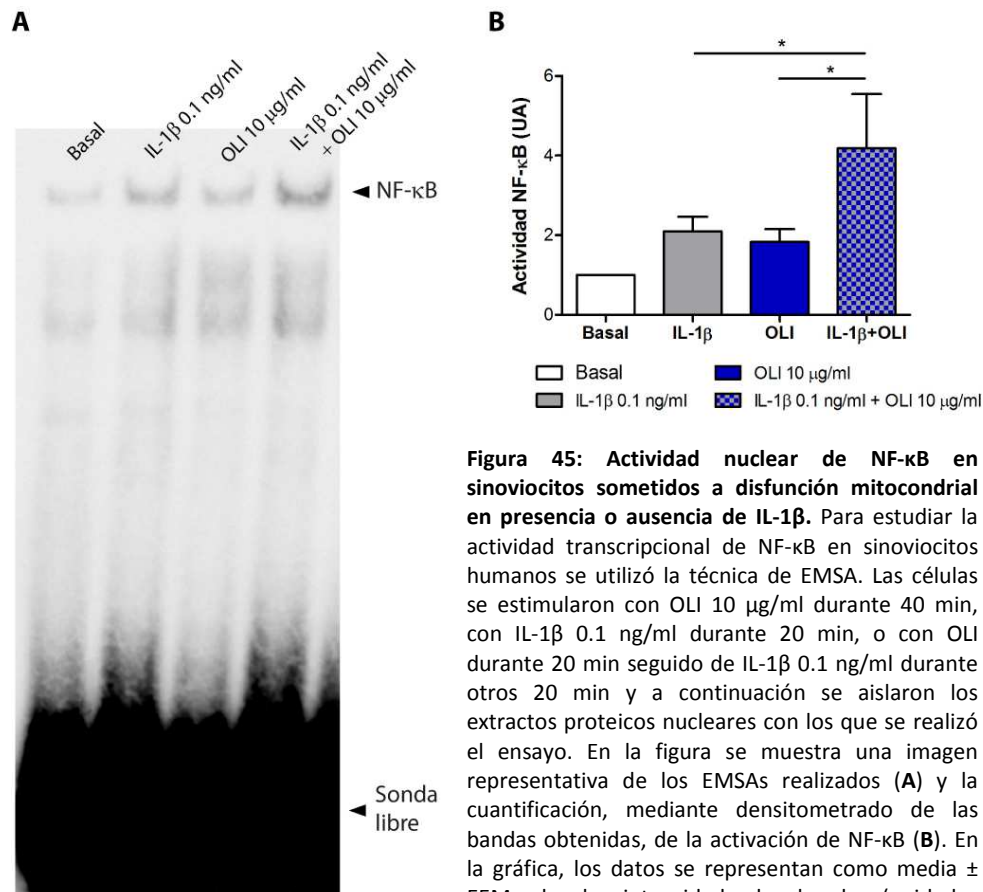 A
Basal
IL-1β 0.1 ng/ml
OLI 10 μg/ml
IL-1β 0.1 ng/ml
+ OLI 10 μg/ml
◄ NF-κB
◄ Sonda
libre
B
*
*
Actividad NF-κB (UA)
6
4
2
0
Basal
IL-1β
OLI
IL-1β+OLI
Basal
OLI 10 μg/ml
IL-1β 0.1 ng/ml
IL-1β 0.1 ng/ml + OLI 10 μg/ml
Figura 45: Actividad nuclear de NF-κB en
sinoviocitos sometidos a disfunción mitocondrial
en presencia o ausencia de IL-1β. Para estudiar la
actividad transcripcional de NF-κB en sinoviocitos
humanos se utilizó la técnica de EMSA. Las células
se estimularon con OLI 10 μg/ml durante 40 min,
con IL-1β 0.1 ng/ml durante 20 min, o con OLI
durante 20 min seguido de IL-1β 0.1 ng/ml durante
otros 20 min y a continuación se aislaron los
extractos proteicos nucleares con los que se realizó
el ensayo. En la figura se muestra una imagen
representativa de los EMSAs realizados (A) y la
cuantificación, mediante densitometrado de las
bandas obtenidas, de la activación de NF-κB (B). En
la gráfica, los datos se representan como media ±